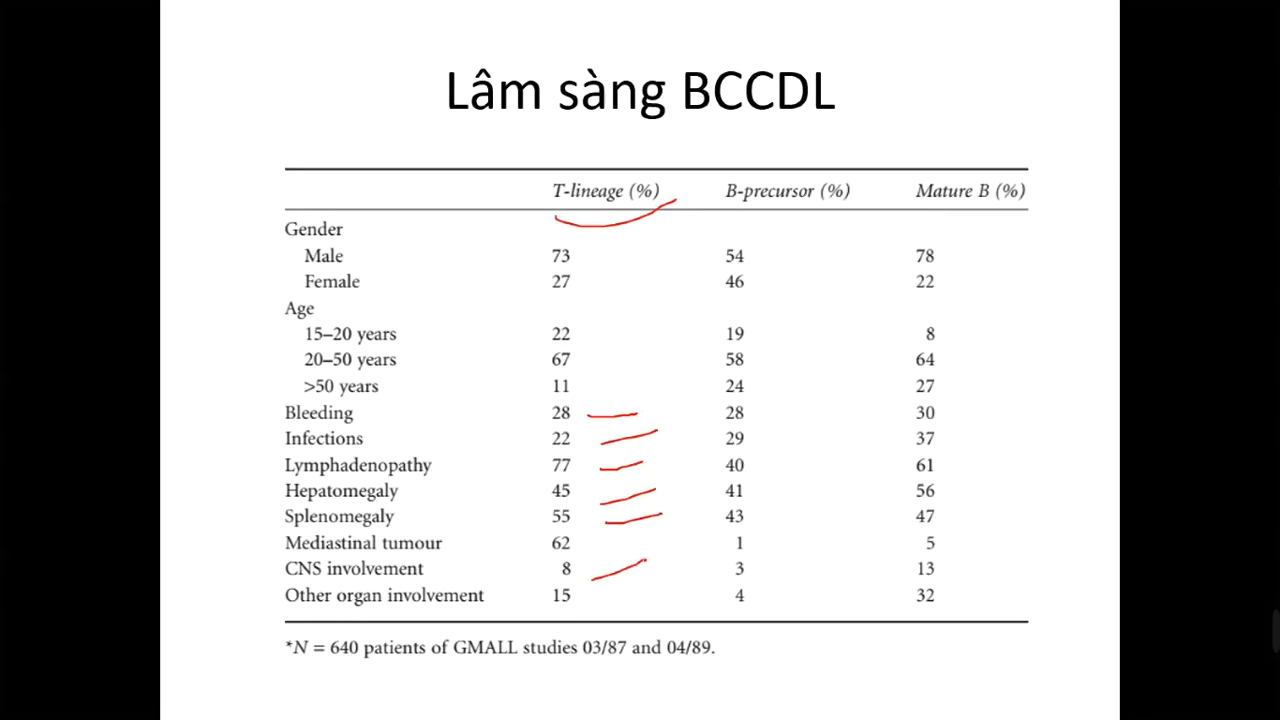 Lâm sàng BCCDL
T-lineage (%) B-precursor (%) Mature B (%)
Gender
Male 73 54 78
Female 27 46 22
Age
15–20 years 22 19 8
20–50 years 67 58 64
>50 years 11 24 27
Bleeding 28 28 30
Infections 22 29 37
Lymphadenopathy 77 40 61
Hepatomegaly 45 41 56
Splenomegaly 55 43 47
Mediastinal tumour 62 1 5
CNS involvement 8 3 13
Other organ involvement 15 4 32
*N = 640 patients of GMALL studies 03/87 and 04/89.